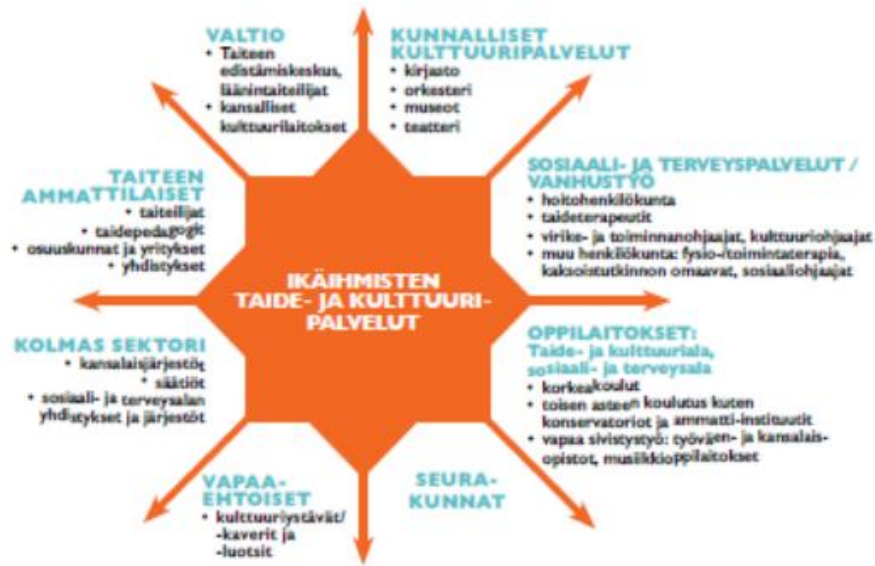 VALTIO
• Taiteen
edistämiskeskus,
läänintaiteilijat
• kansalliset
kulttuurilaitokset
KUNNALLISET
KULTTUURIPALVELUT
• kirjasto
• orkesteri
• museot
• teatteri
SOSIAALI- JA TERVEYSPALVELUT /
VANHUSTYÖ
• hoitohenkilökunta
• taideterapeutit
• virike- ja toiminnanohjaajat, kulttuuriohjaajat
• muu henkilökunta: fysio-/toimintaterapia,
kaksoistutkinnon omaavat, sosiaaliohjaajat
OPPILAITOKSET:
Taide- ja kulttuuriala,
sosiaali- ja terveysala
• korkeakoulut
• toisen asteen koulutus kuten
konservatoriot ja ammatti-instituutit
• vapaa sivistystyö: työväen- ja kansalais-
opistot, musiikkioppilaitokset
SEURA-
KUNNAT
VAPAA-
EHTOISET
• kulttuuriystävät/
-kaverit ja
-luotsit
KOLMAS SEKTORI
• kansalaisjärjestöt
• säätiöt
• sosiaali- ja terveysalan
yhdistykset ja järjestöt
TAITEEN
AMMATTILAISET
• taiteilijat
• taidepedagogit
• osuuskunnat ja yritykset
• yhdistykset
IKÄIHMISTEN
TAIDE- JA KULTTUURI-
PALVELUT